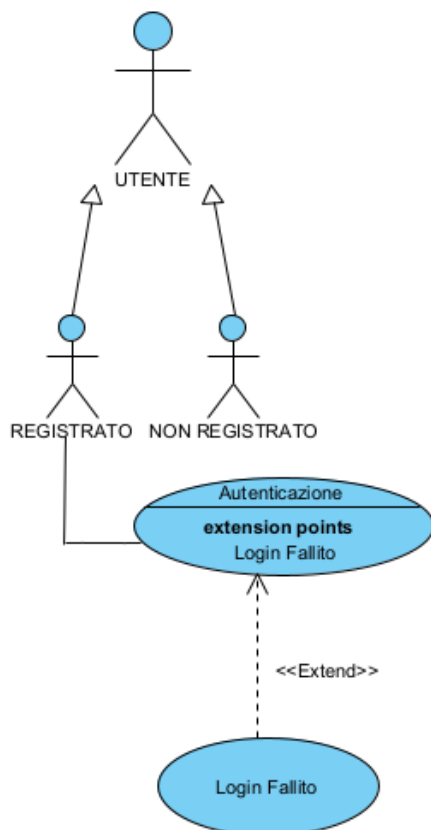 UTENTE
REGISTRATO
NON REGISTRATO
Autenticazione
extension points
Login Fallito
<<Extend>>
Login Fallito